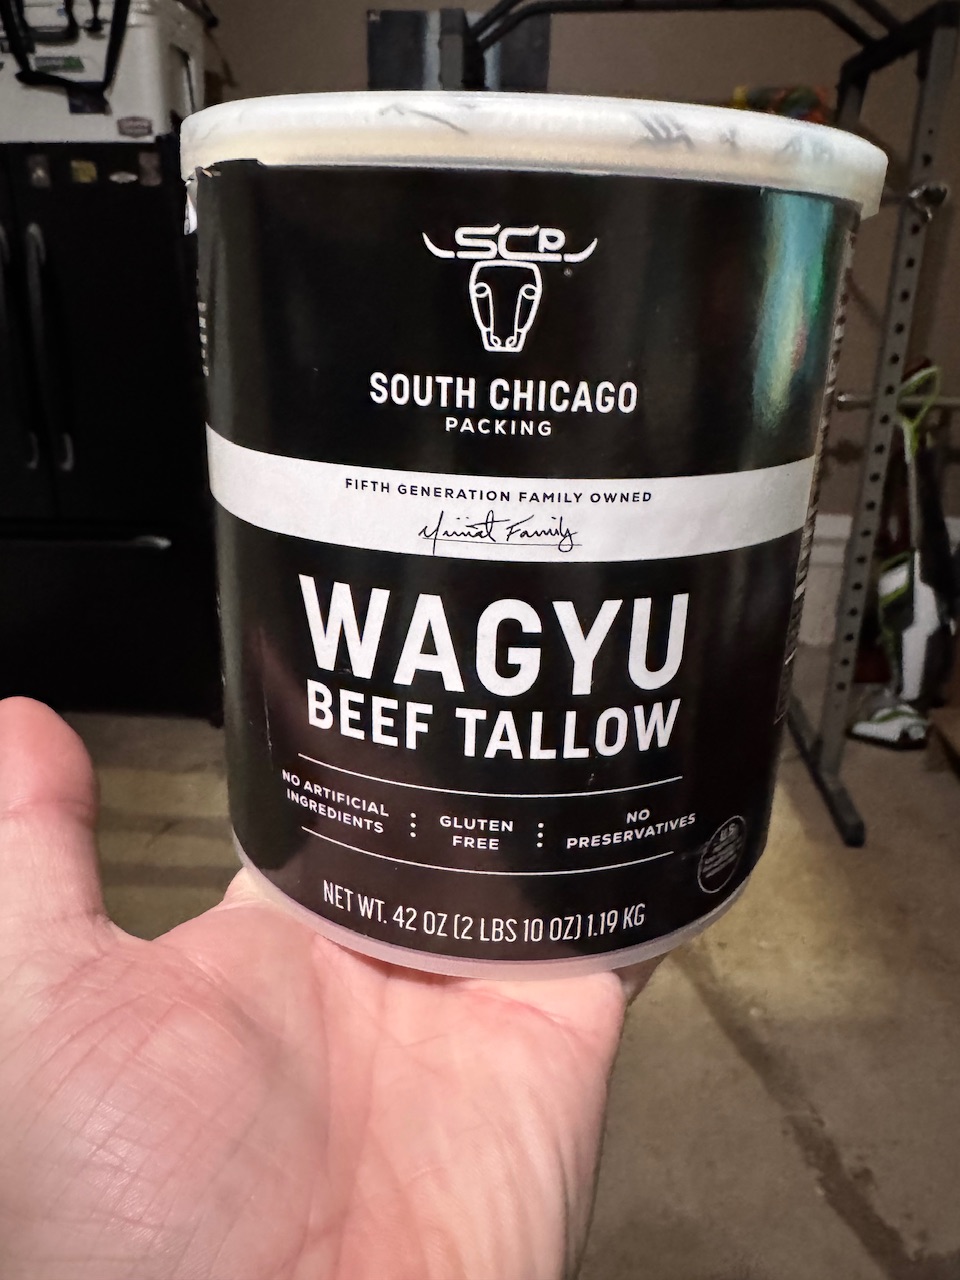 SCP
SOUTH CHICAGO
PACKING
FIFTH GENERATION FAMILY OWNED
Family
WAGYU
BEEF TALLOW
NO ARTIFICIAL
INGREDIENTS
GLUTEN
FREE
NO
PRESERVATIVES
U.S.
NET WT. 42 OZ (2 LBS 10 OZ) 1.19 KG